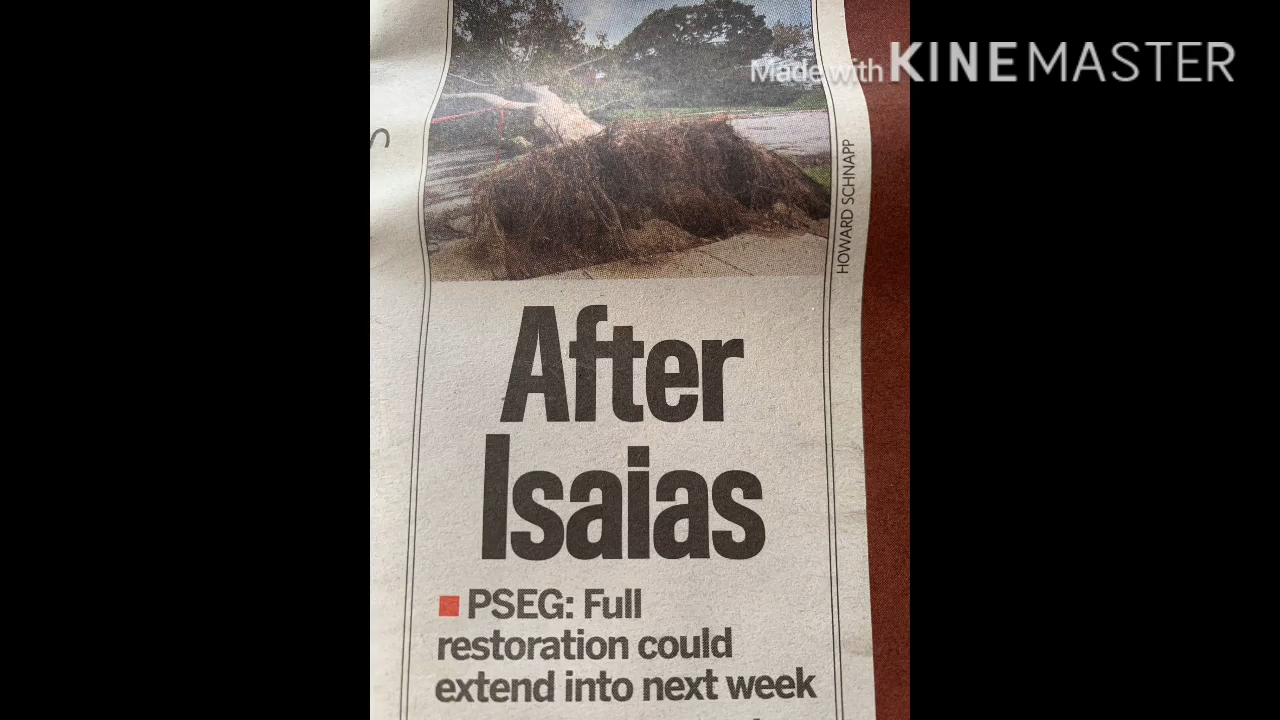 Made with KINEMASTER
HOWARD SCHNAPP
After
Isaias
PSEG: Full
restoration could
extend into next week